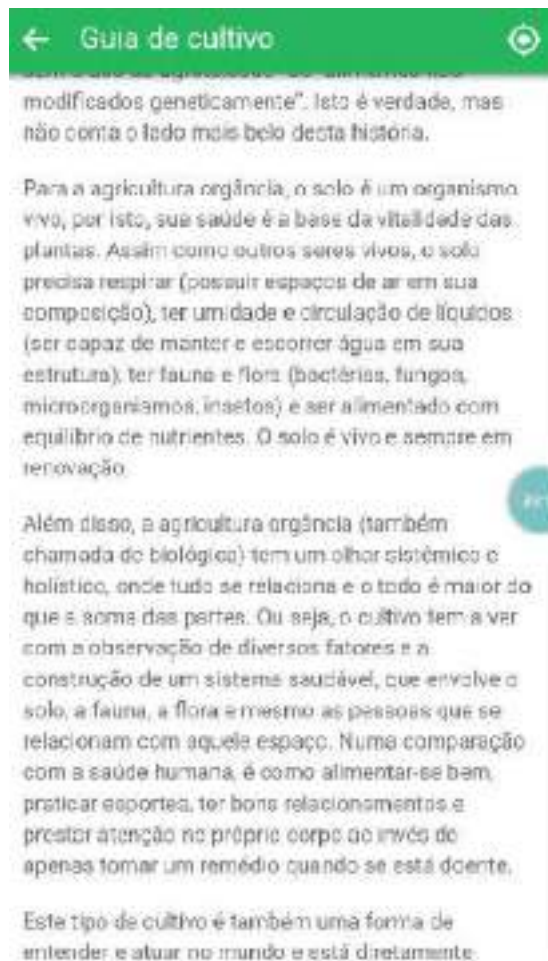 Guia de cultivo
modificados geneticamente". Isto é verdade, mas
não conta o lado mais belo desta história.
Para a agricultura orgância, o solo é um organismo
vivo, por isto, sua saúde é a base da vitalidade das
plantas. Assim como outros seres vivos, o solo
precisa respirar (possuir espaços de ar em sua
composição), ter umidade e circulação de líquidos
(ser capaz de manter e escorrer água em sua
estrutura), ter fauna e flora (bactérias, fungos,
microorganismos, insetos) e ser alimentado com
equilíbrio de nutrientes. O solo é vivo e sempre em
renovação.
Além disso, a agricultura orgância (também
chamada de biológica) tem um olhar sistêmico e
holístico, onde tudo se relaciona e o todo é maior do
que a soma das partes. Ou seja, o cultivo tem a ver
com a observação de diversos fatores e a
construção de um sistema saudável, que envolve o
solo, a fauna, a flora e mesmo as pessoas que se
relacionam com aquele espaço. Numa comparação
com a saúde humana, é como alimentar-se bem,
praticar esportes, ter bons relacionamentos e
prestar atenção no próprio corpo ao invés de
apenas tomar um remédio quando se está doente.
Este tipo de cultivo é também uma forma de
entender e atuar no mundo e está diretamente